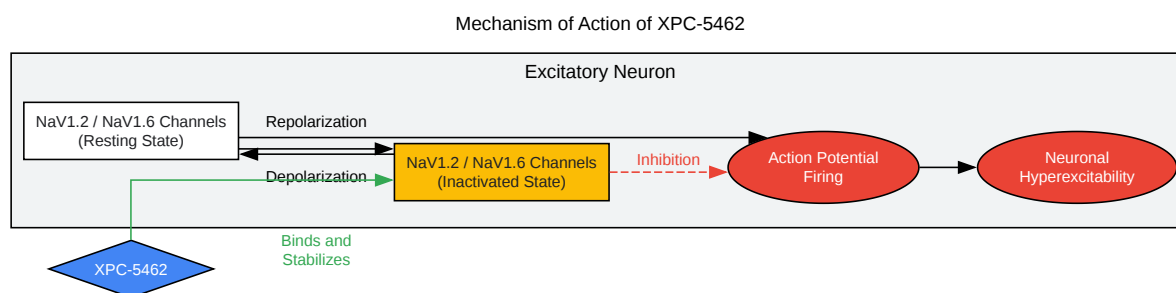 Mechanism of Action of XPC-5462
Excitatory Neuron
NaV1.2 / NaV1.6 Channels
(Resting State)
Repolarization
Depolarization
NaV1.2 / NaV1.6 Channels
(Inactivated State)
Inhibition
Action Potential
Firing
Neuronal
Hyperexcitability
Binds and
Stabilizes
XPC-5462